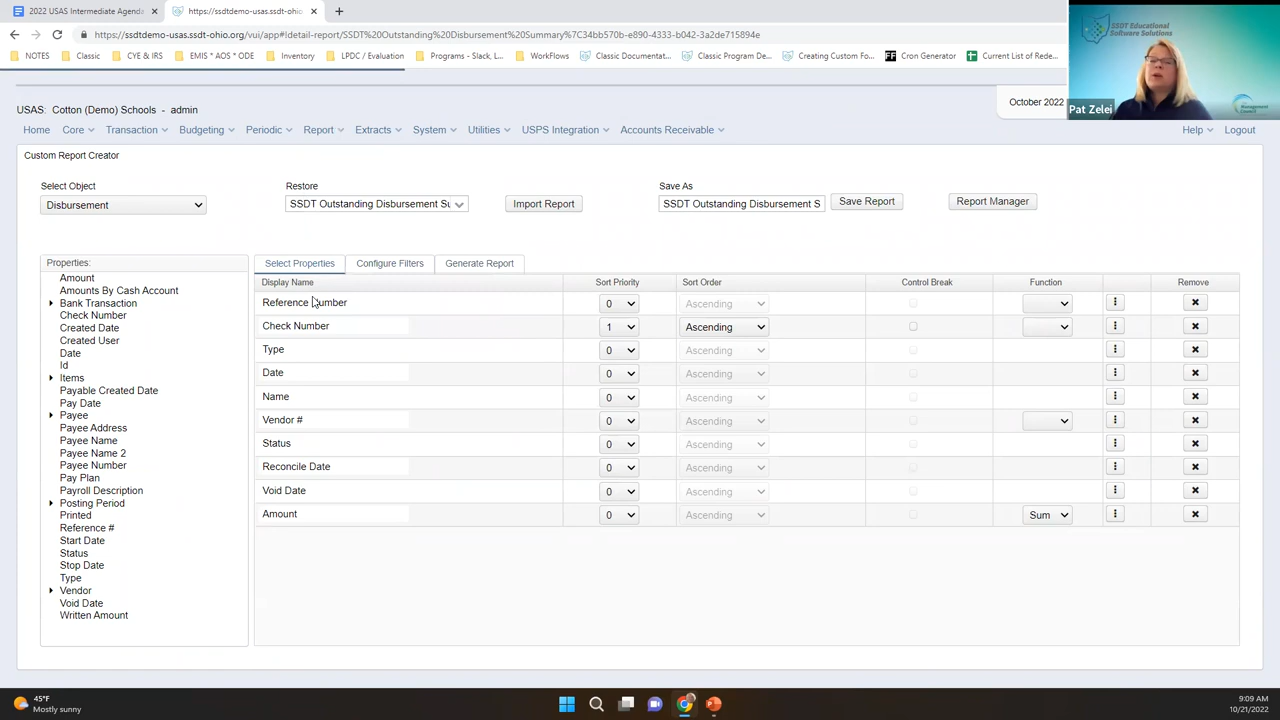 2022 USAS Intermediate Agenda
https://ssdtdemo-usas.ssdt-ohio
https://ssdtdemo-usas.ssdt-ohio.org/vui/app#!detail-report/SSDT%20Outstanding%20Disbursement%20Summary%7C34bb570b-e890-4333-b042-3a2de715894e
NOTES
Classic
CYE & IRS
EMIS * AOS * ODE
Inventory
LPDC / Evaluation
Programs - Slack, L...
WorkFlows
Classic Documentat...
Classic Program De...
Creating Custom Fo...
Cron Generator
Current List of Rede...
SSDT Educational
Software Solutions
Pat Zelei
USAS: Cotton (Demo) Schools - admin
October 2022
Home
Core
Transaction
Budgeting
Periodic
Report
Extracts
System
Utilities
USPS Integration
Accounts Receivable
Help
Logout
Custom Report Creator
Select Object
Restore
Save As
Disbursement
SSDT Outstanding Disbursement Su
Import Report
SSDT Outstanding Disbursement S
Save Report
Report Manager
Properties:
Amount
Amounts By Cash Account
Bank Transaction
Check Number
Created Date
Created User
Date
Id
Items
Payable Created Date
Pay Date
Payee
Payee Address
Payee Name
Payee Name 2
Payee Number
Pay Plan
Payroll Description
Posting Period
Printed
Reference #
Start Date
Status
Stop Date
Type
Vendor
Void Date
Written Amount
Select Properties
Configure Filters
Generate Report
Display Name
Sort Priority
Sort Order
Control Break
Function
Remove
Reference Number
0
Ascending
Check Number
1
Ascending
Type
0
Ascending
Date
0
Ascending
Name
0
Ascending
Vendor #
0
Ascending
Status
0
Ascending
Reconcile Date
0
Ascending
Void Date
0
Ascending
Amount
0
Ascending
Sum
45°F
Mostly sunny
9:09 AM
10/21/2022